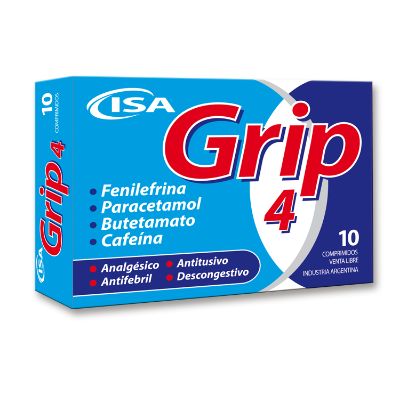 ISA
Grip
4
• Fenilefrina
• Paracetamol
• Butetamato
• Cafeína
• Analgésico • Antitusivo
• Antifebril • Descongestivo
10
COMPRIMIDOS
VENTA LIBRE
INDUSTRIA ARGENTINA
ISA
Grip 4
10
COMPRIMIDOS